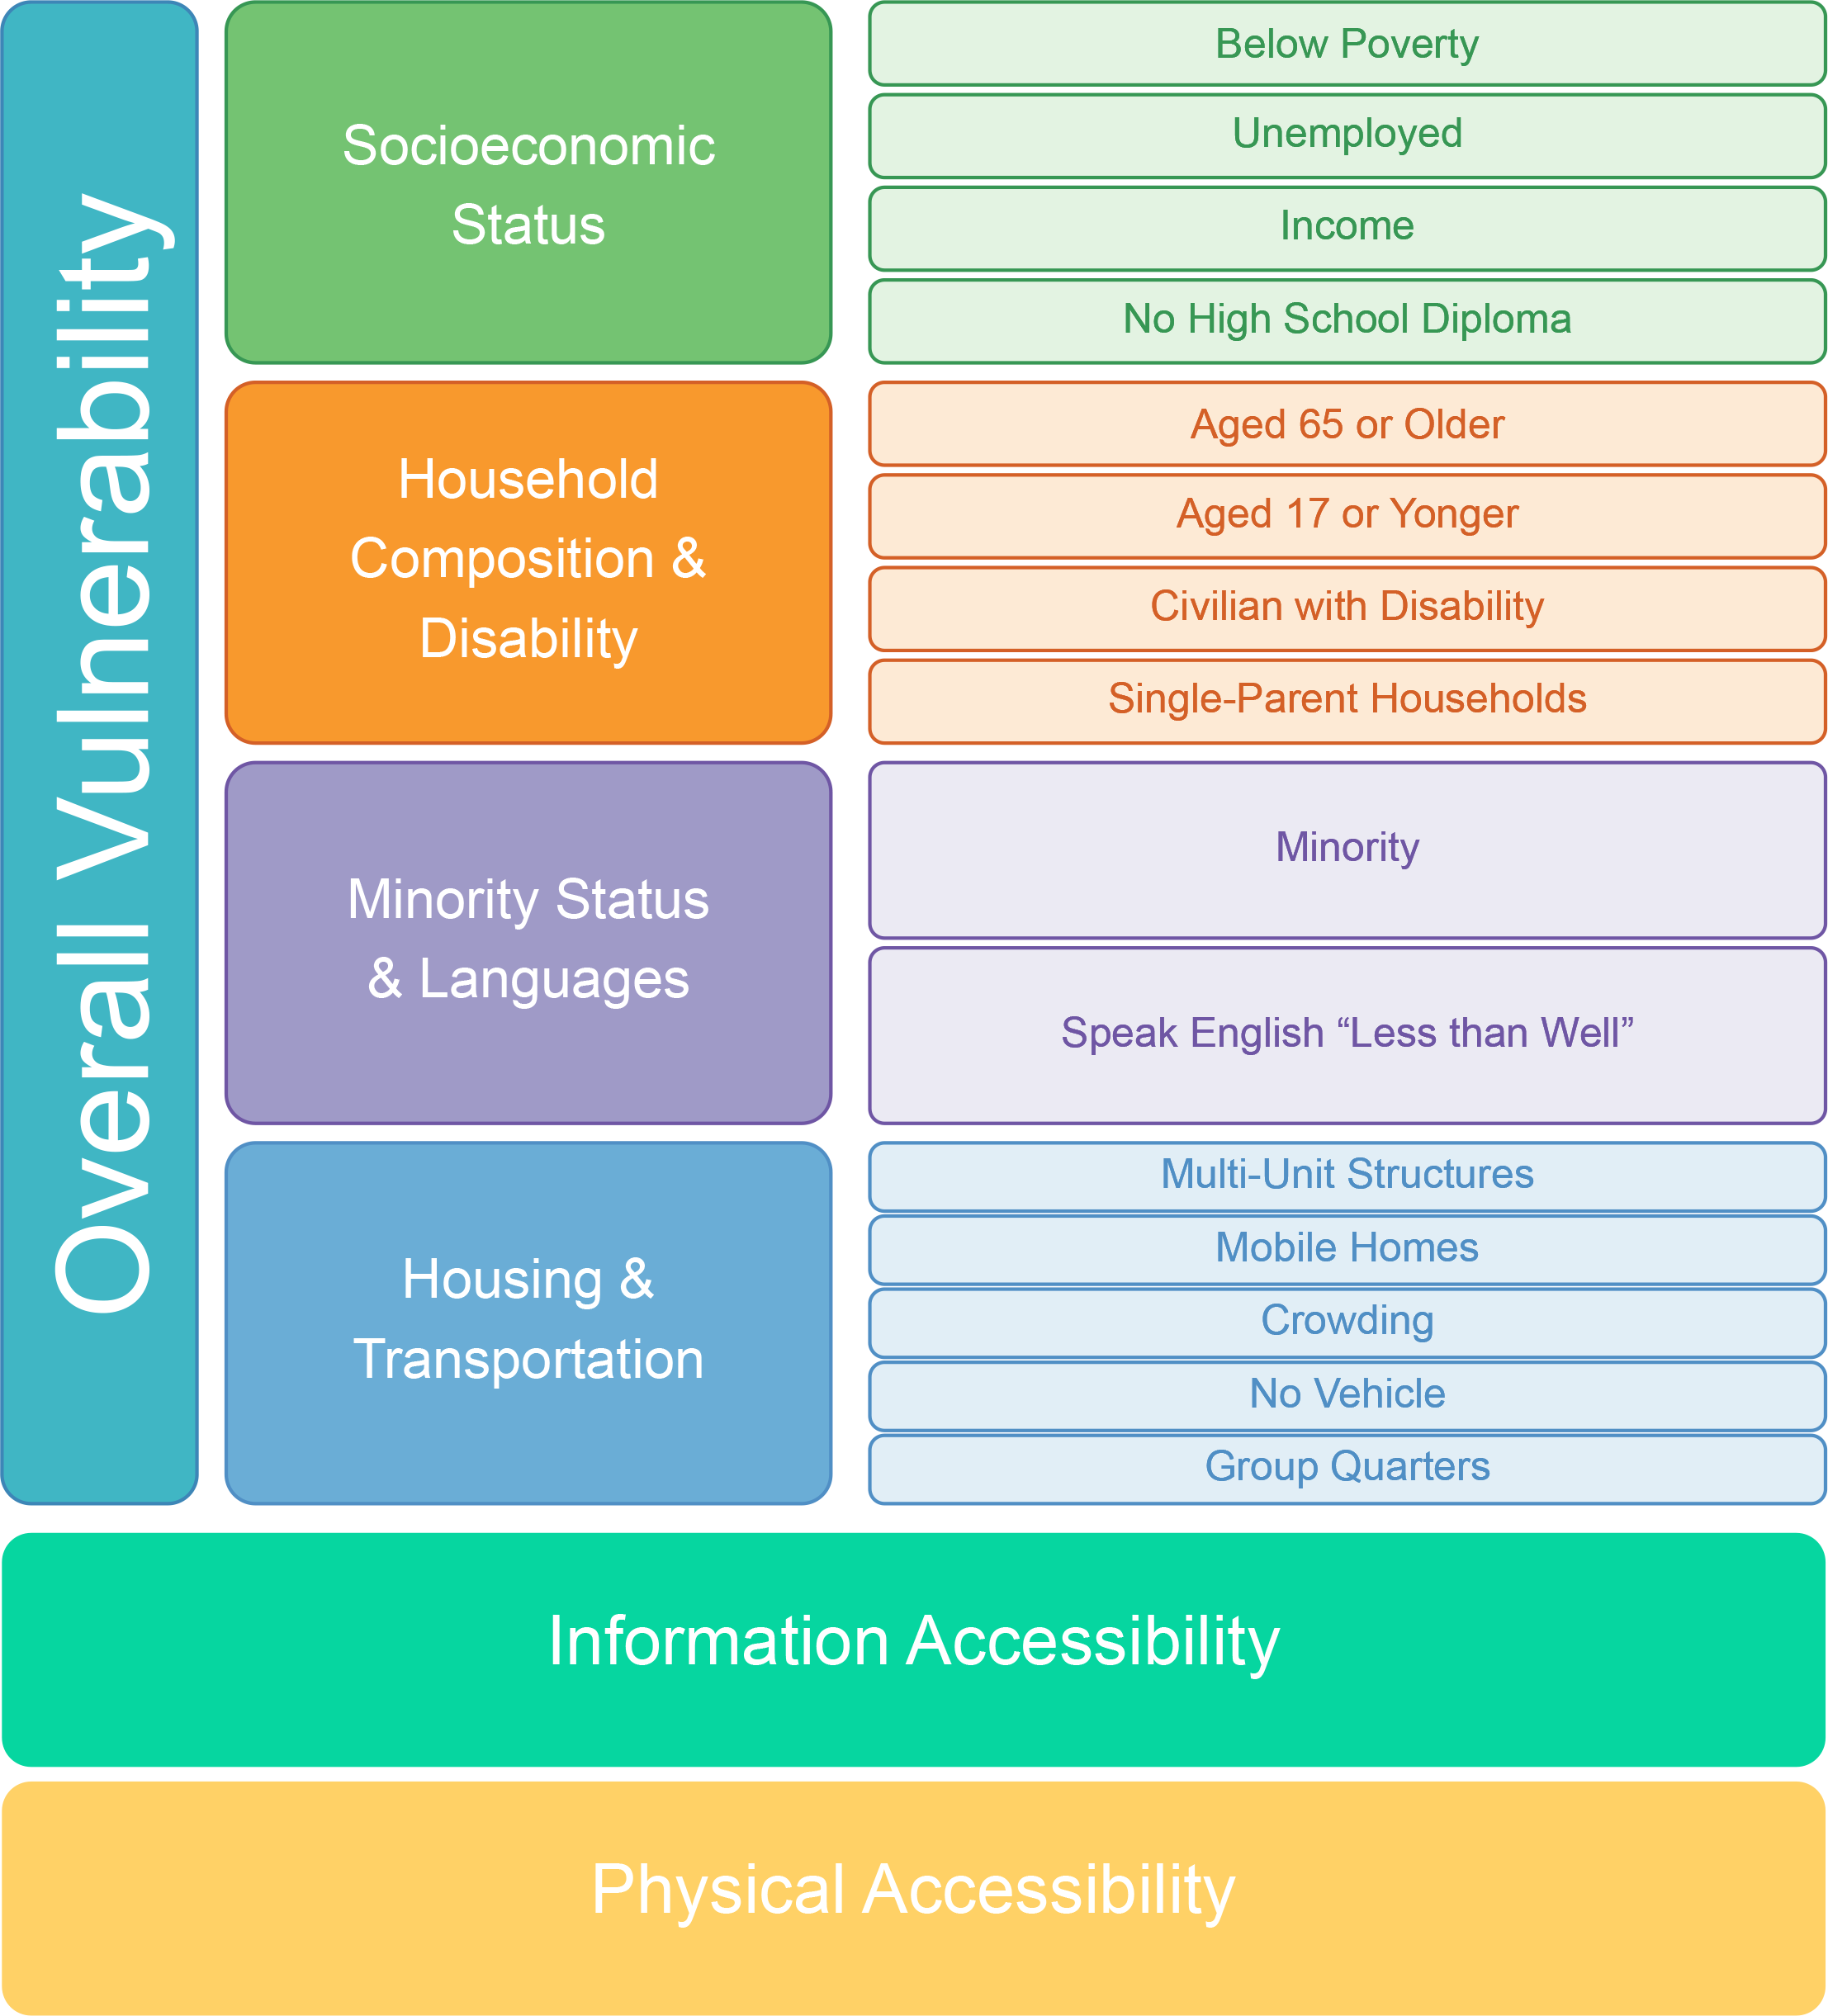 Overall Vulnerability
Socioeconomic
Status
Below Poverty
Unemployed
Income
No High School Diploma
Household
Composition &
Disability
Aged 65 or Older
Aged 17 or Yonger
Civilian with Disability
Single-Parent Households
Minority Status
& Languages
Minority
Speak English “Less than Well”
Housing &
Transportation
Multi-Unit Structures
Mobile Homes
Crowding
No Vehicle
Group Quarters
Information Accessibility
Physical Accessibility